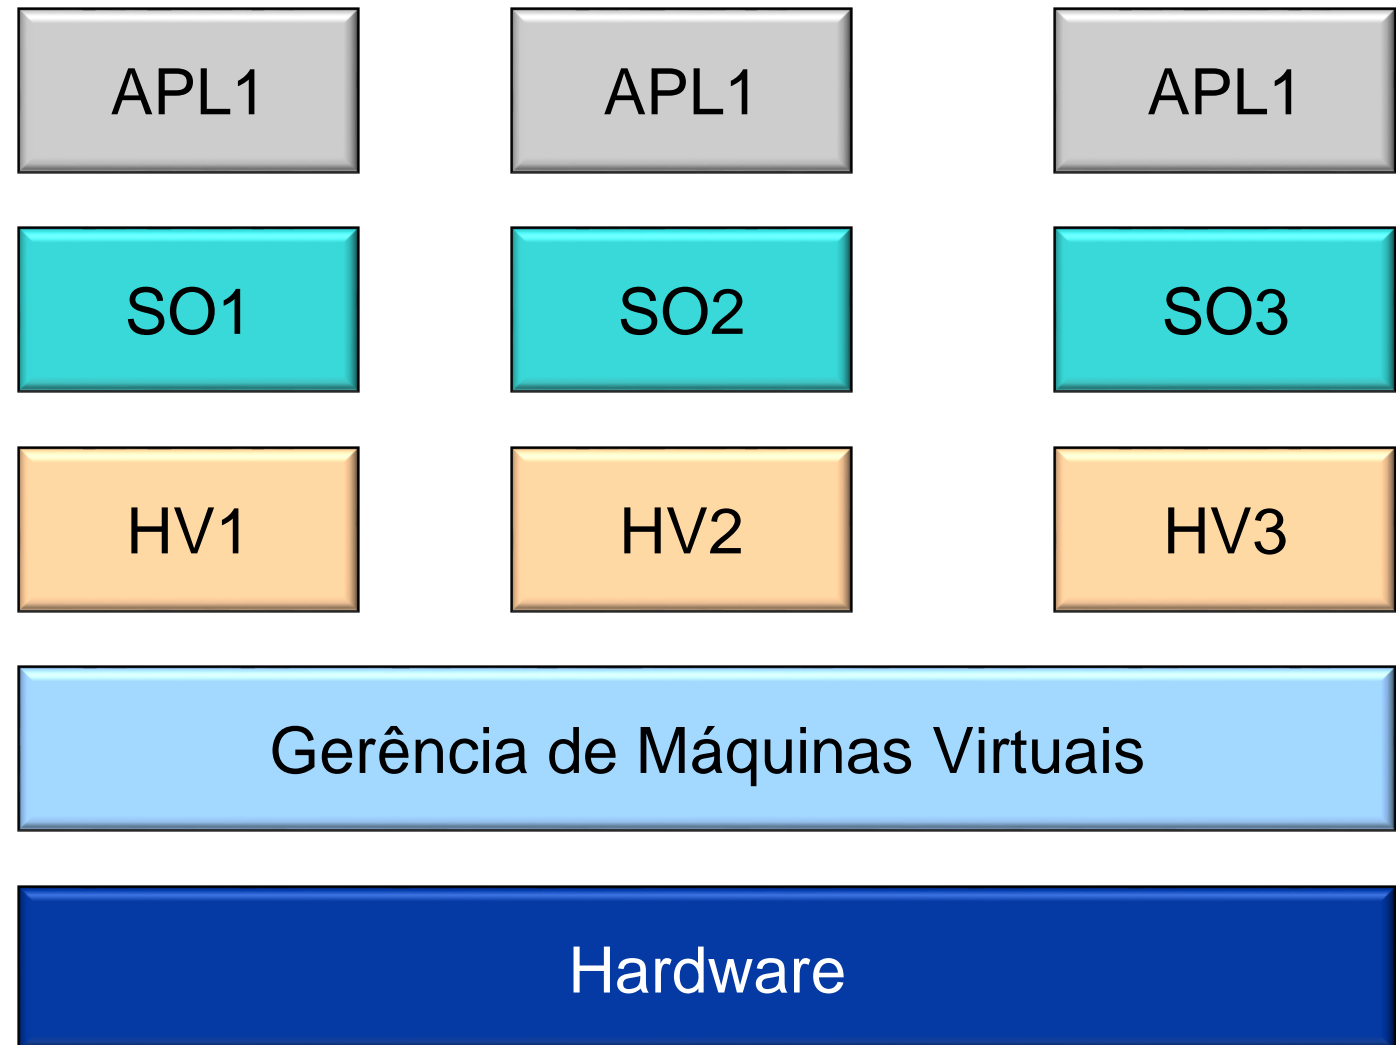 APL1
APL1
APL1
SO1
SO2
SO3
HV1
HV2
HV3
Gerência de Máquinas Virtuais
Hardware